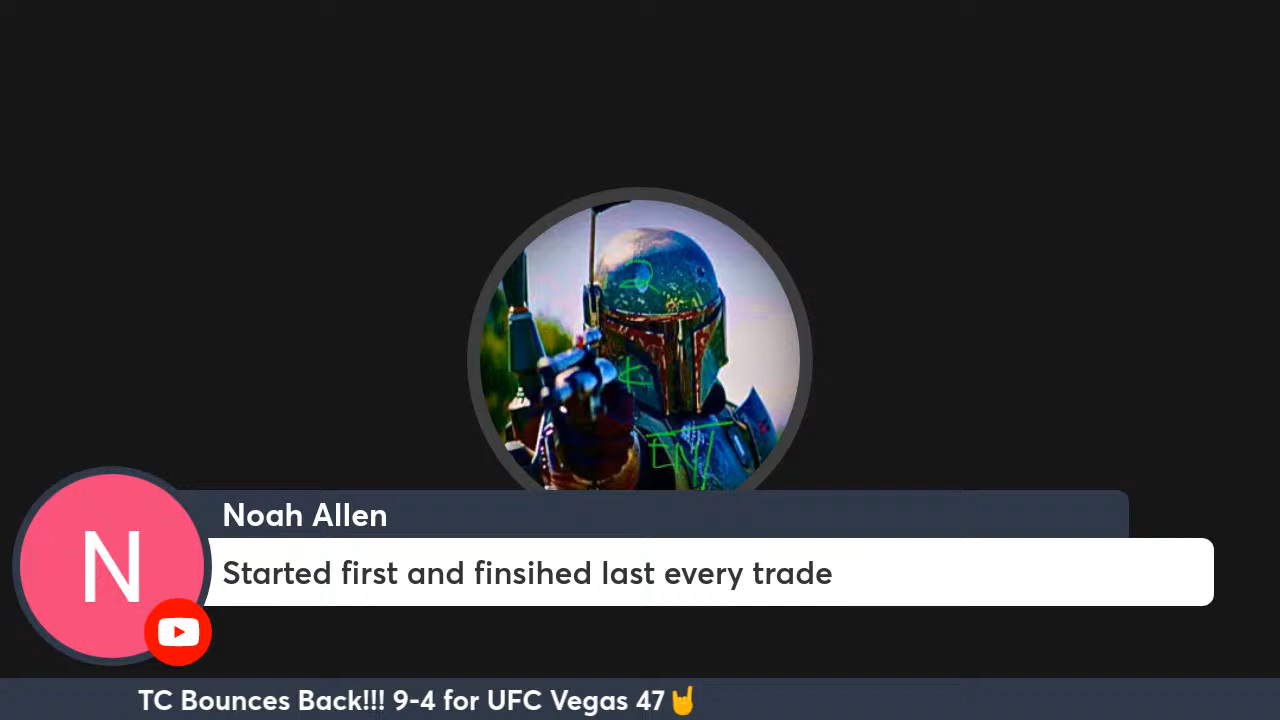 Noah Allen
N
Started first and finsihed last every trade
TC Bounces Back!!! 9-4 for UFC Vegas 47🤘